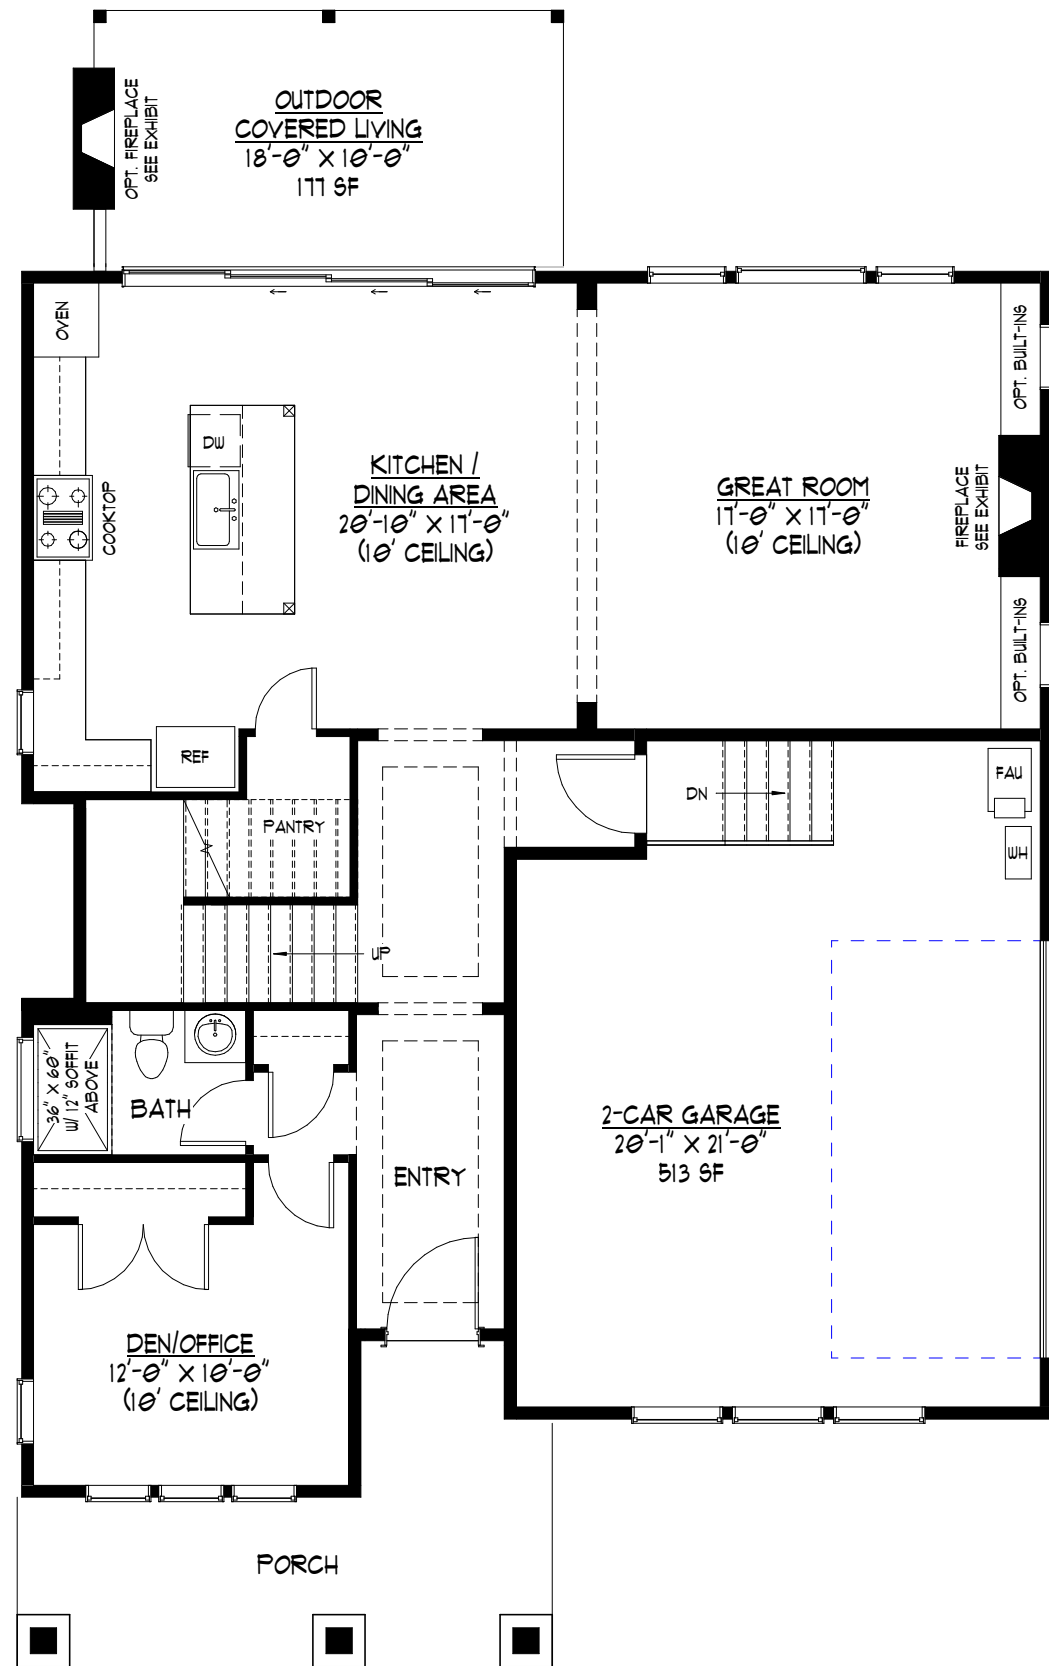 OUTDOOR
COVERED LIVING
18'-0" X 10'-0"
177 SF
OPT. FIREPLACE
SEE EXHIBIT
OVEN
DW
COOKTOP
KITCHEN /
DINING AREA
20'-10" X 17'-0"
(10' CEILING)
GREAT ROOM
17'-0" X 17'-0"
(10' CEILING)
OPT. BUILT-INS
FIREPLACE
SEE EXHIBIT
OPT. BUILT-INS
REF
PANTRY
DN
FAU
WH
UP
36" X 60"
W/ 12" SOFFIT
ABOVE
BATH
ENTRY
2-CAR GARAGE
20'-1" X 21'-0"
513 SF
DEN/OFFICE
12'-0" X 10'-0"
(10' CEILING)
PORCH